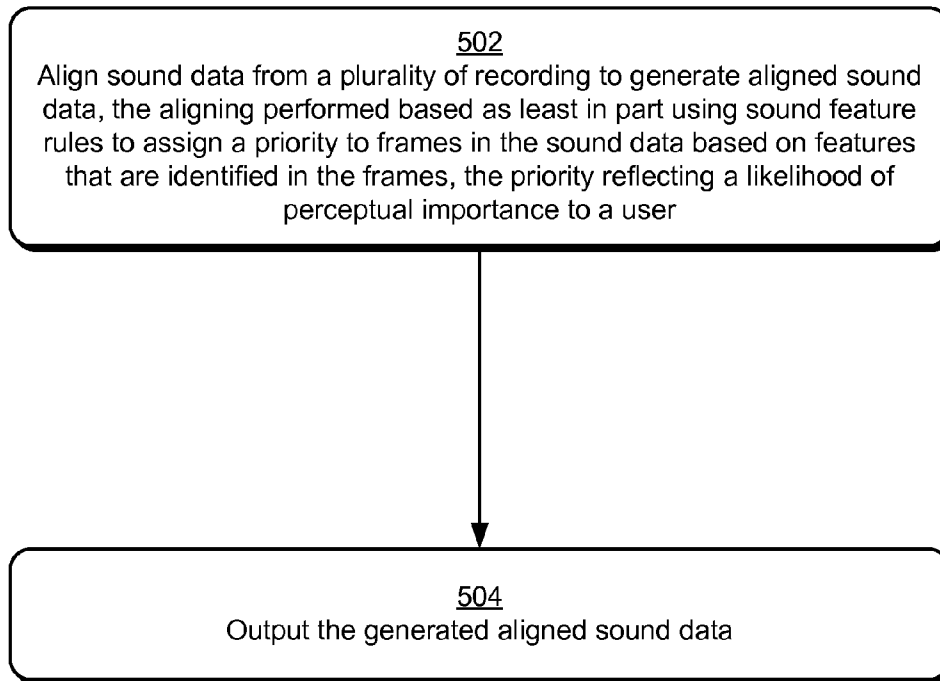 502
Align sound data from a plurality of recording to generate aligned sound
data, the aligning performed based as least in part using sound feature
rules to assign a priority to frames in the sound data based on features
that are identified in the frames, the priority reflecting a likelihood of
perceptual importance to a user
504
Output the generated aligned sound data